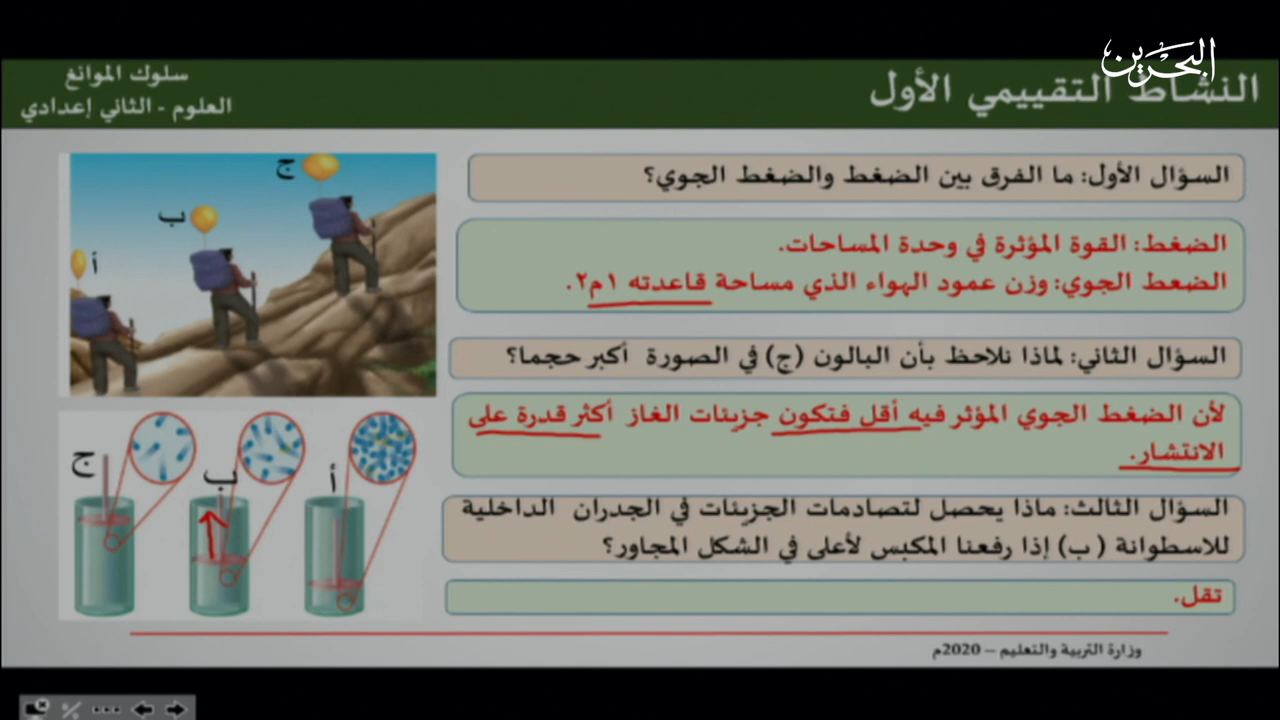 البحرين
النشاط التقييمي الأول
سلوك الموائع
العلوم - الثاني إعدادي
السؤال الأول: ما الفرق بين الضغط والضغط الجوي؟
الضغط: القوة المؤثرة في وحدة المساحات.
الضعط الجوي: وزن عمود الهواء الذي مساحة قاعدته ١م٢.
السؤال الثاني: لماذا نلاحظ بأن البالون (ج) في الصورة أكبر حجما؟
لأن الضغط الجوي المؤثر فيه أقل فتكون جزيئات الغاز أكثر قدرة على
الانتشار.
السؤال الثالث: ماذا يحصل لتصادمات الجزيئات في الجدران الداخلية
للاسطوانة ( ب) إذا رفعنا المكبس لأعلى في الشكل المجاور؟
تقل.
ج
ب
أ
أ
ب
ج
وزارة التربية والتعليم – 2020م